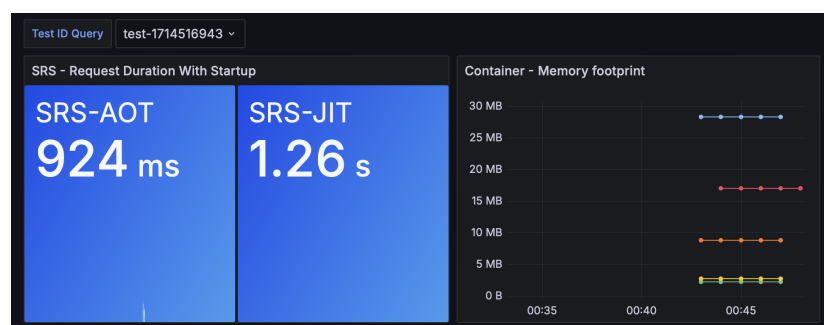 Test ID Query test-1714516943
SRS - Request Duration With Startup
SRS-AOT
924 ms
SRS-JIT
1.26 s
Container - Memory footprint
30 MB
25 MB
20 MB
15 MB
10 MB
5 MB
0 B
00:35 00:40 00:45